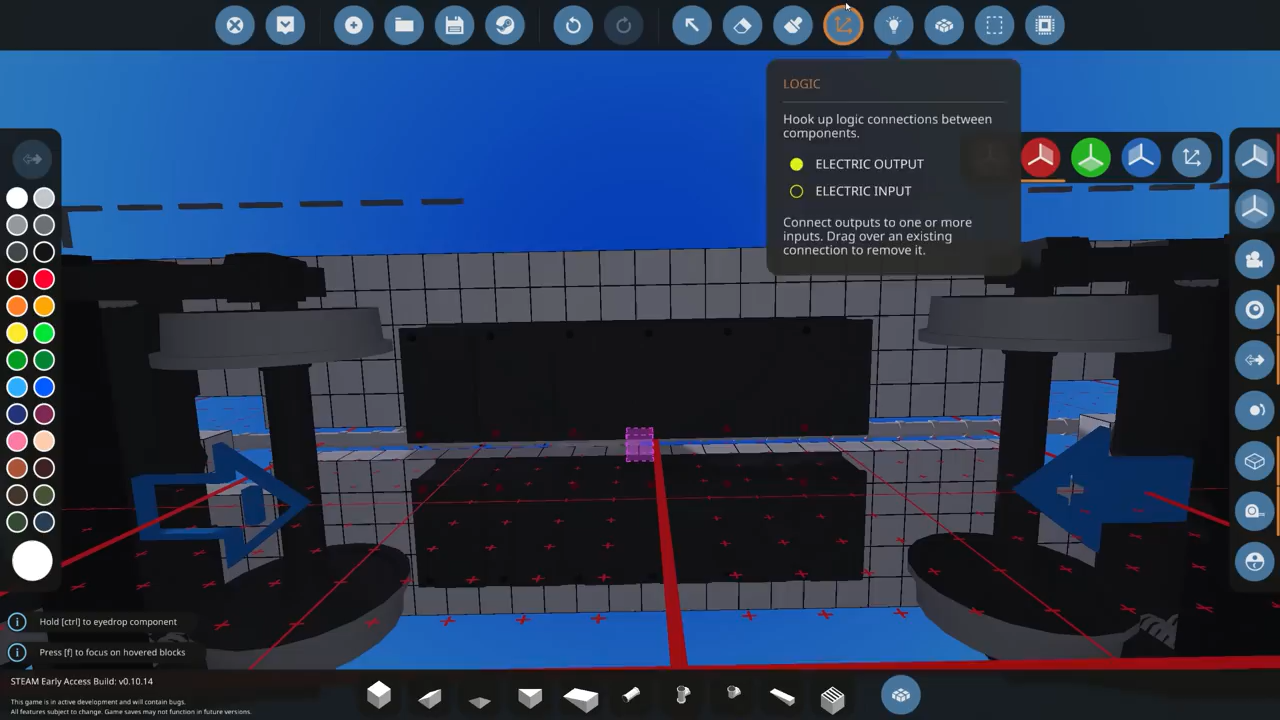 LOGIC
Hook up logic connections between
components.
ELECTRIC OUTPUT
ELECTRIC INPUT
Connect outputs to one or more
inputs. Drag over an existing
connection to remove it.
Hold [ctrl] to eyedrop component
Press [f] to focus on hovered blocks
STEAM Early Access Build: v0.10.14
This game is in active development and will contain bugs.
All features subject to change. Game saves may not function in future versions.